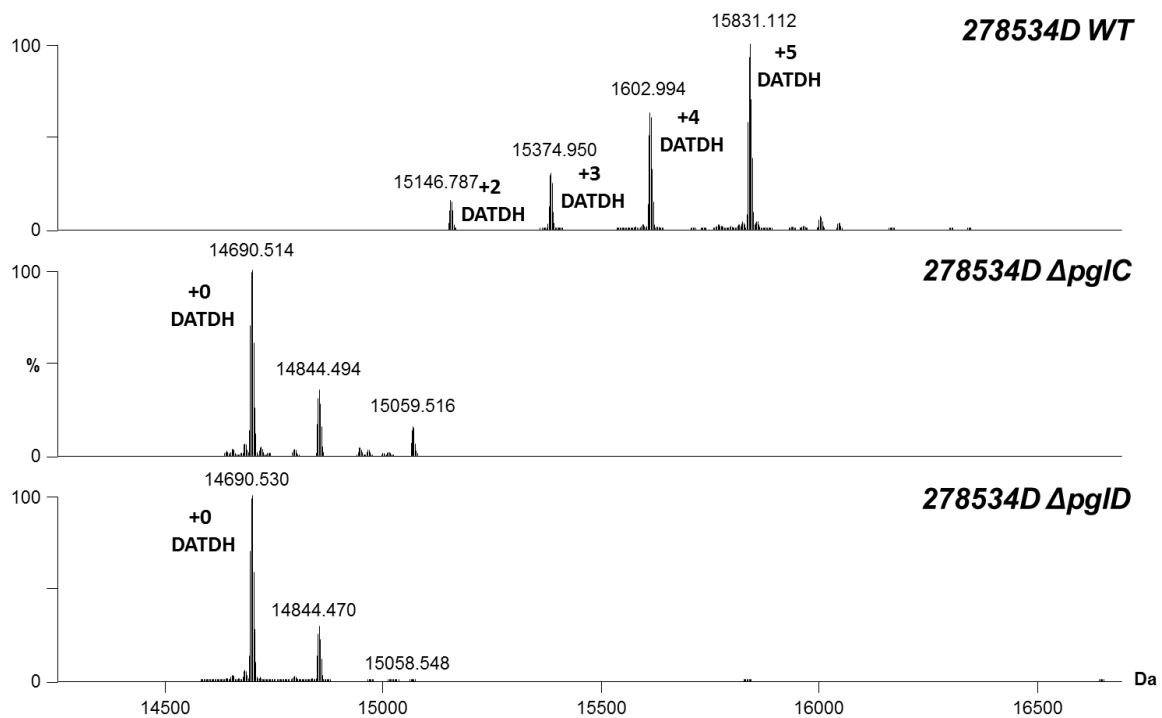 278534D WT
15831.112
+5
DATDH
1602.994
+4
DATDH
15374.950
+3
DATDH
15146.787
+2
DATDH
100
0
278534D ΔpglC
14690.514
+0
DATDH
14844.494
15059.516
100
%
0
278534D ΔpglD
14690.530
+0
DATDH
14844.470
15058.548
100
0
Da
14500
15000
15500
16000
16500